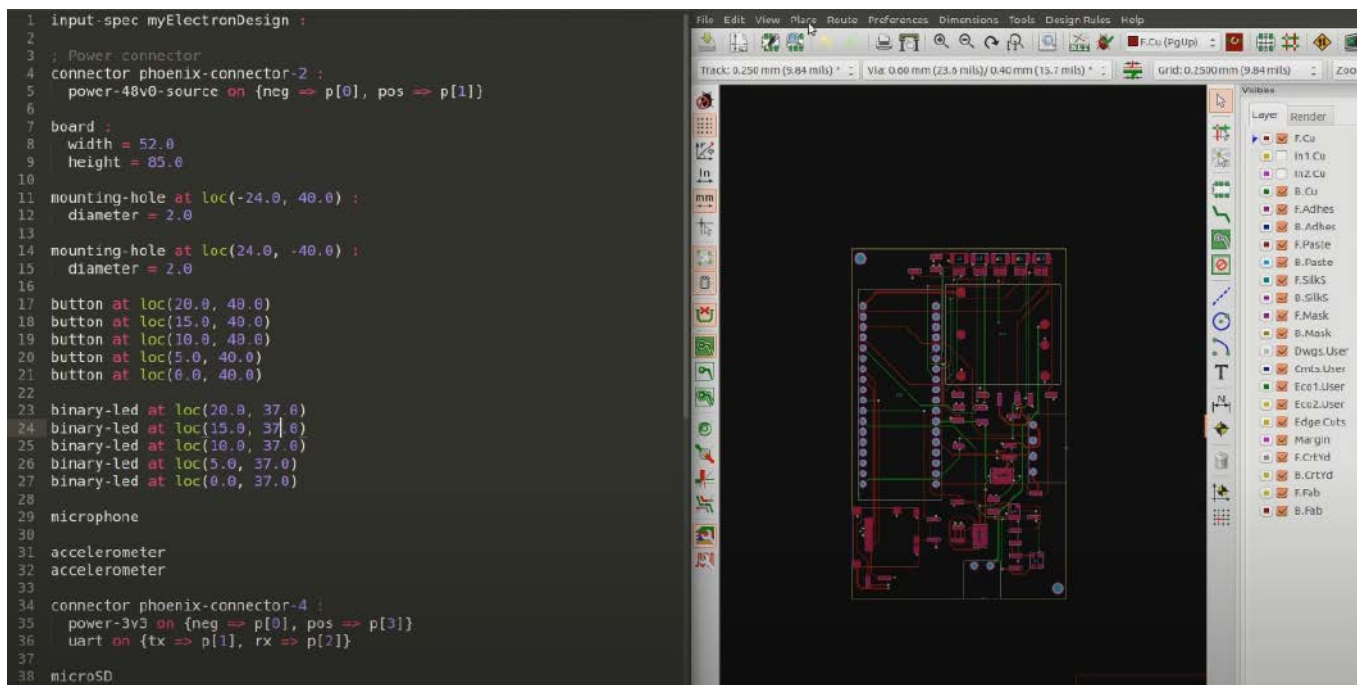 1 input-spec myElectronDesign :
2
3 ; Power connector
4 connector phoenix-connector-2 :
5 power-48v0-source on {neg => p[0], pos => p[1]}
6
7 board :
8 width = 52.0
9 height = 85.0
10
11 mounting-hole at loc(-24.0, 40.0) :
12 diameter = 2.0
13
14 mounting-hole at loc(24.0, -40.0) :
15 diameter = 2.0
16
17 button at loc(20.0, 40.0)
18 button at loc(15.0, 40.0)
19 button at loc(10.0, 40.0)
20 button at loc(5.0, 40.0)
21 button at loc(0.0, 40.0)
22
23 binary-led at loc(20.0, 37.0)
24 binary-led at loc(15.0, 37.0)
25 binary-led at loc(10.0, 37.0)
26 binary-led at loc(5.0, 37.0)
27 binary-led at loc(0.0, 37.0)
28
29 microphone
30
31 accelerometer
32 accelerometer
33
34 connector phoenix-connector-4 :
35 power-3v3 on {neg => p[0], pos => p[3]}
36 uart on {tx => p[1], rx => p[2]}
37
38 microSD
File Edit View Place Route Preferences Dimensions Tools Design Rules Help
F.Cu (PgUp)
Track: 0.250 mm (9.84 mils) * Via: 0.60 mm (23.6 mils)/ 0.40 mm (15.7 mils) * Grid: 0.2500 mm (9.84 mils) Zoo
Visibles
Layer Render
F.Cu
In1.Cu
In2.Cu
B.Cu
F.Adhes
B.Adhes
F.Paste
B.Paste
F.SilkS
B.SilkS
F.Mask
B.Mask
Dwgs.User
Cmts.User
Eco1.User
Eco2.User
Edge.Cuts
Margin
F.CrtYd
B.CrtYd
F.Fab
B.Fab
In
mm
T
N